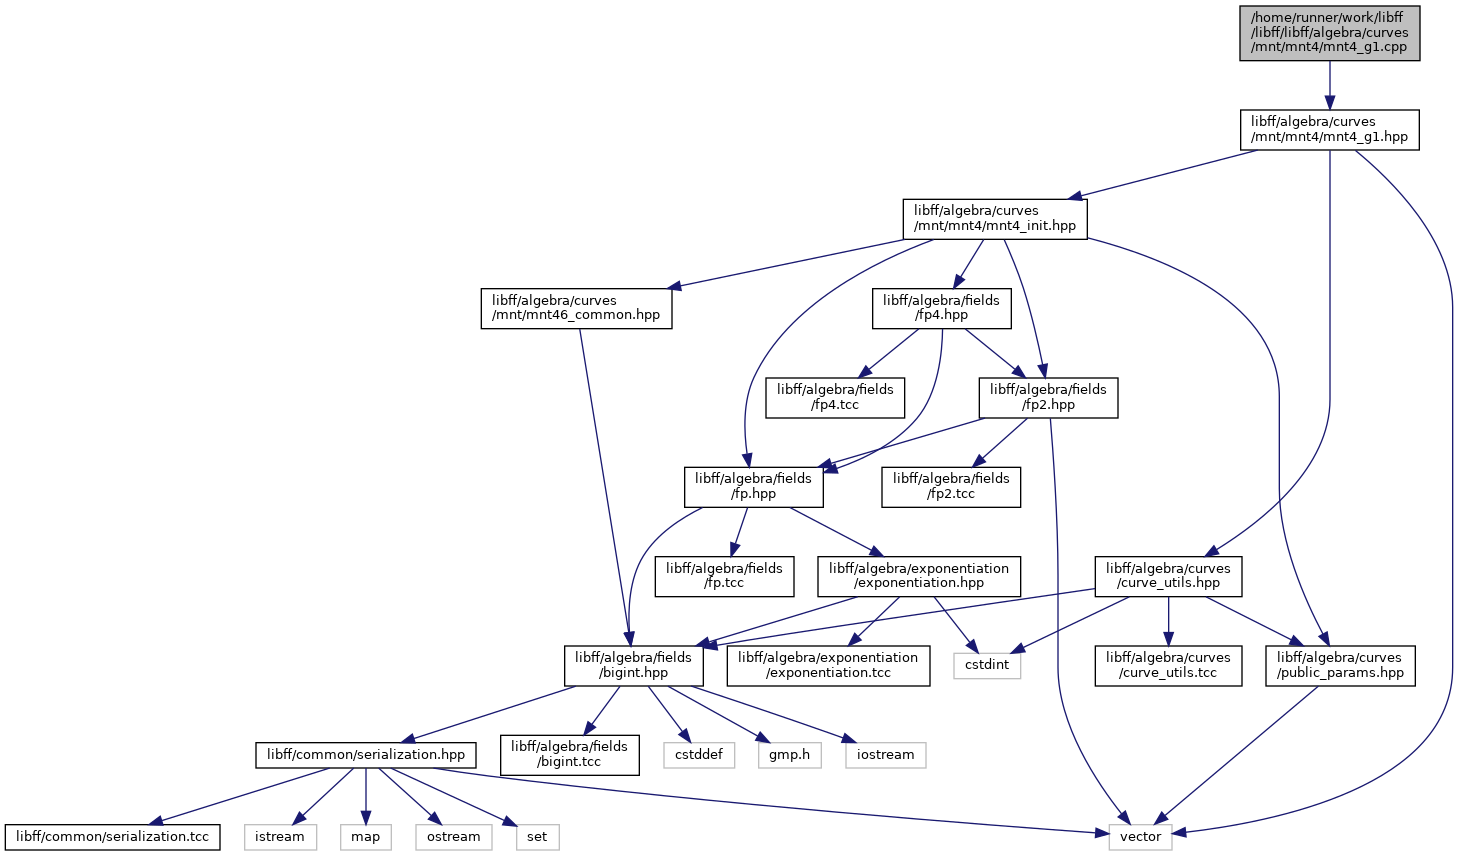 /home/runner/work/libff
/libff/libff/algebra/curves
/mnt/mnt4/mnt4_g1.cpp
libff/algebra/curves
/mnt/mnt4/mnt4_g1.hpp
libff/algebra/curves
/mnt/mnt4/mnt4_init.hpp
libff/algebra/curves
/mnt/mnt46_common.hpp
libff/algebra/fields
/fp4.hpp
libff/algebra/fields
/fp4.tcc
libff/algebra/fields
/fp2.hpp
libff/algebra/fields
/fp.hpp
libff/algebra/fields
/fp2.tcc
libff/algebra/fields
/fp.tcc
libff/algebra/exponentiation
/exponentiation.hpp
libff/algebra/curves
/curve_utils.hpp
libff/algebra/fields
/bigint.hpp
libff/algebra/exponentiation
/exponentiation.tcc
cstdint
libff/algebra/curves
/curve_utils.tcc
libff/algebra/curves
/public_params.hpp
libff/common/serialization.hpp
libff/algebra/fields
/bigint.tcc
cstddef
gmp.h
iostream
libff/common/serialization.tcc
istream
map
ostream
set
vector